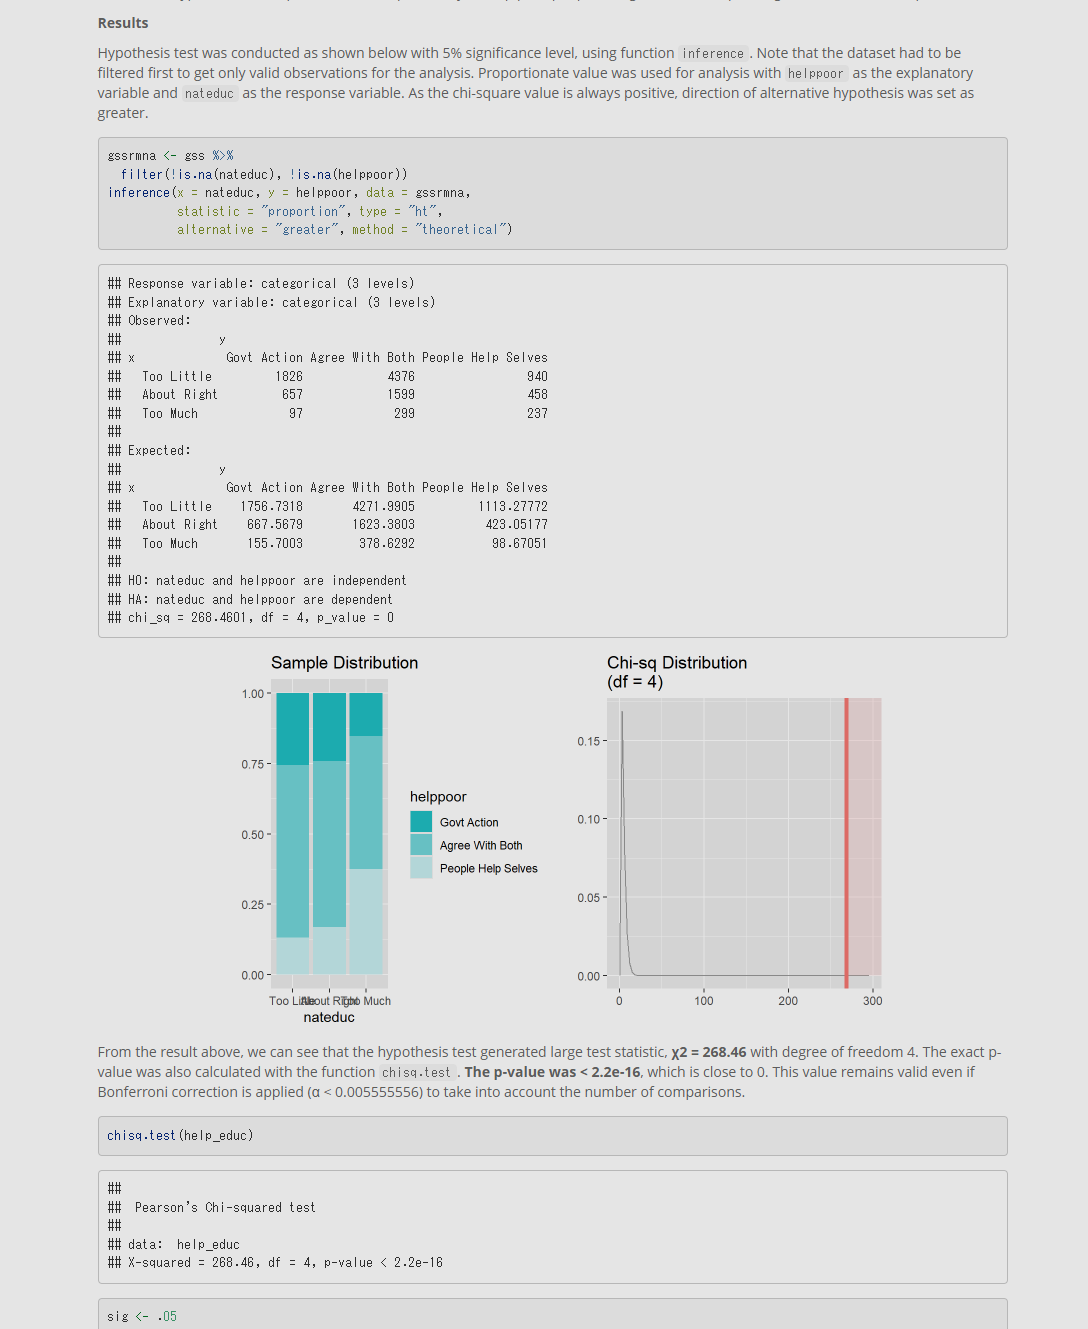 Results
Hypothesis test was conducted as shown below with 5% significance level, using function inference . Note that the dataset had to be
filtered first to get only valid observations for the analysis. Proportionate value was used for analysis with helppoor as the explanatory
variable and nateduc as the response variable. As the chi-square value is always positive, direction of alternative hypothesis was set as
greater.
gssrmna <- gss %>%
  filter(!is.na(nateduc), !is.na(helppoor))
inference(x = nateduc, y = helppoor, data = gssrmna,
          statistic = "proportion", type = "ht",
          alternative = "greater", method = "theoretical")
## Response variable: categorical (3 levels)
## Explanatory variable: categorical (3 levels)
## Observed:
##              y
## x             Govt Action Agree With Both People Help Selves
##   Too Little         1826            4376                940
##   About Right         657            1599                458
##   Too Much             97             299                237
##
## Expected:
##              y
## x             Govt Action Agree With Both People Help Selves
##   Too Little    1756.7318       4271.9905         1113.27772
##   About Right    667.5679       1623.3803          423.05177
##   Too Much       155.7003        378.6292           98.67051
##
## H0: nateduc and helppoor are independent
## HA: nateduc and helppoor are dependent
## chi_sq = 268.4601, df = 4, p_value = 0
Sample Distribution
1.00
0.75
0.50
0.25
0.00
Too Little About Right Too Much
nateduc
helppoor
Govt Action
Agree With Both
People Help Selves
Chi-sq Distribution
(df = 4)
0.15
0.10
0.05
0.00
0 100 200 300
From the result above, we can see that the hypothesis test generated large test statistic, χ2 = 268.46 with degree of freedom 4. The exact p-
value was also calculated with the function chisq.test . The p-value was < 2.2e-16, which is close to 0. This value remains valid even if
Bonferroni correction is applied (α < 0.005555556) to take into account the number of comparisons.
chisq.test(help_educ)
##
##  Pearson's Chi-squared test
##
## data:  help_educ
## X-squared = 268.46, df = 4, p-value < 2.2e-16
sig <- .05